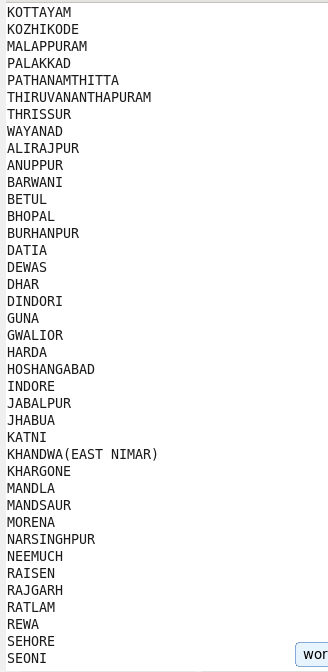 KOTTAYAM
KOZHIKODE
MALAPPURAM
PALAKKAD
PATHANAMTHITTA
THIRUVANANTHAPURAM
THRISSUR
WAYANAD
ALIRAJPUR
ANUPPUR
BARWANI
BETUL
BHOPAL
BURHANPUR
DATIA
DEWAS
DHAR
DINDORI
GUNA
GWALIOR
HARDA
HOSHANGABAD
INDORE
JABALPUR
JHABUA
KATNI
KHANDWA(EAST NIMAR)
KHARGONE
MANDLA
MANDSAUR
MORENA
NARSINGHPUR
NEEMUCH
RAISEN
RAJGARH
RATLAM
REWA
SEHORE
SEONI